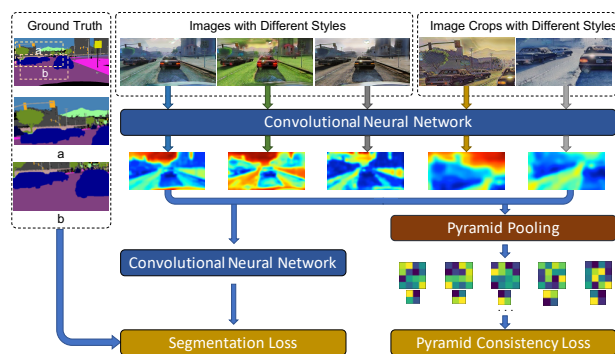 Ground Truth
Images with Different Styles
Image Crops with Different Styles
a
b
Convolutional Neural Network
a
b
Pyramid Pooling
Convolutional Neural Network
...
Segmentation Loss
Pyramid Consistency Loss